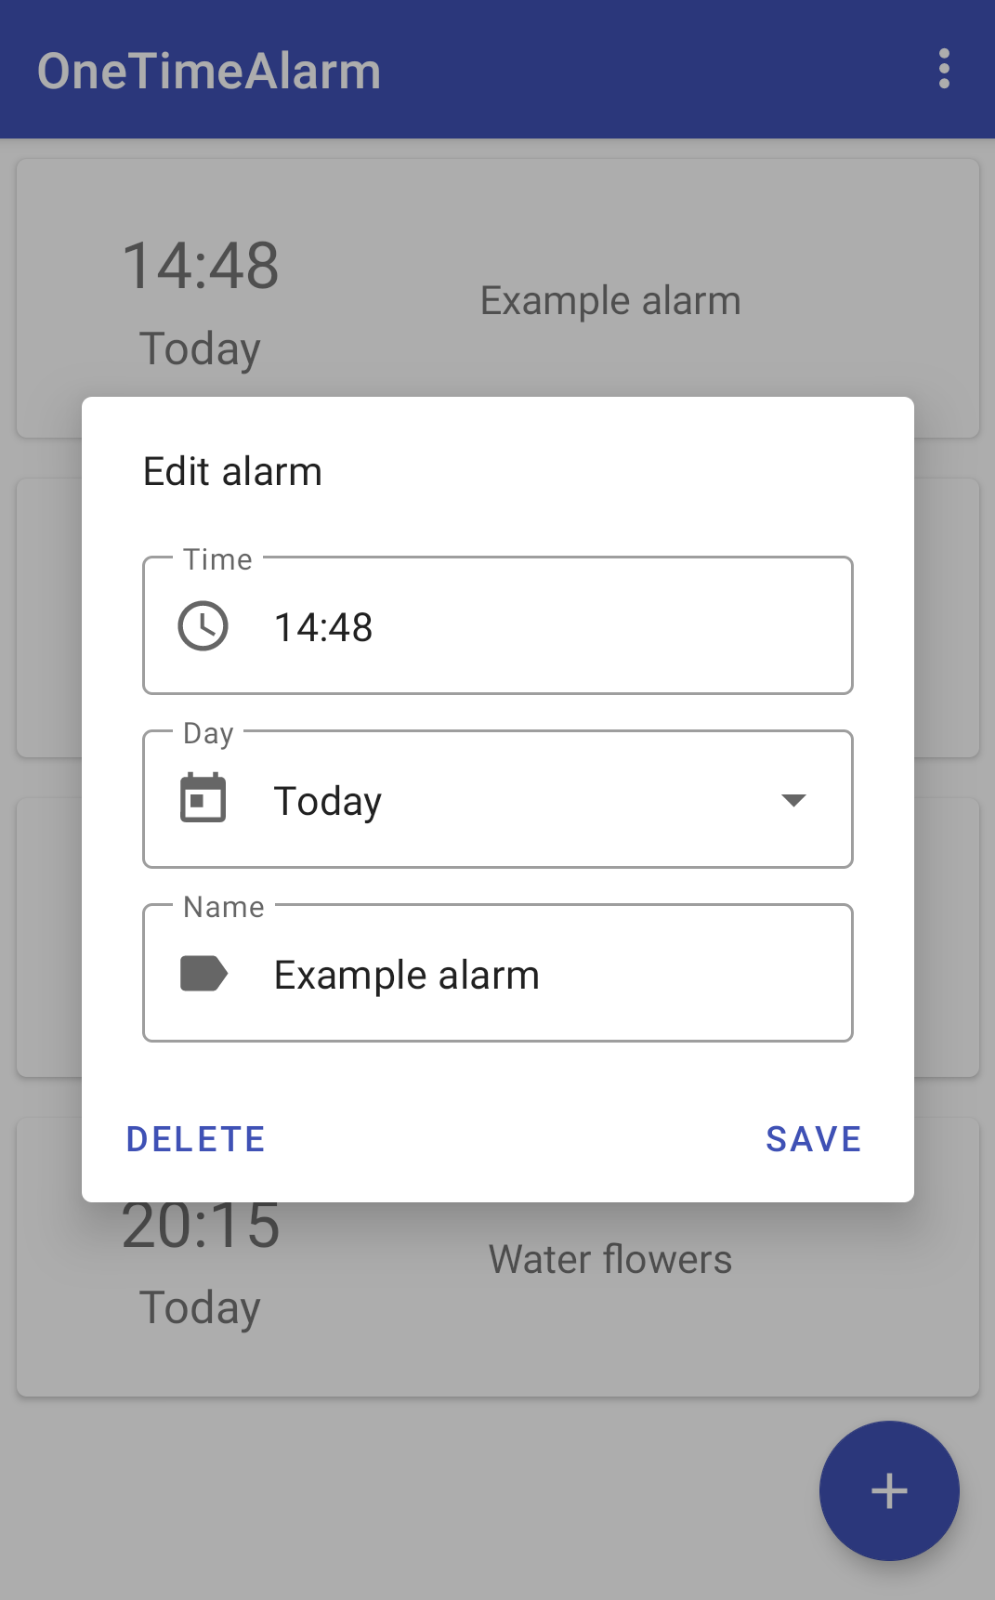 OneTimeAlarm
14:48
Example alarm
Today
Edit alarm
Time
14:48
Day
Today
Name
Example alarm
DELETE
SAVE
20:15
Water flowers
Today